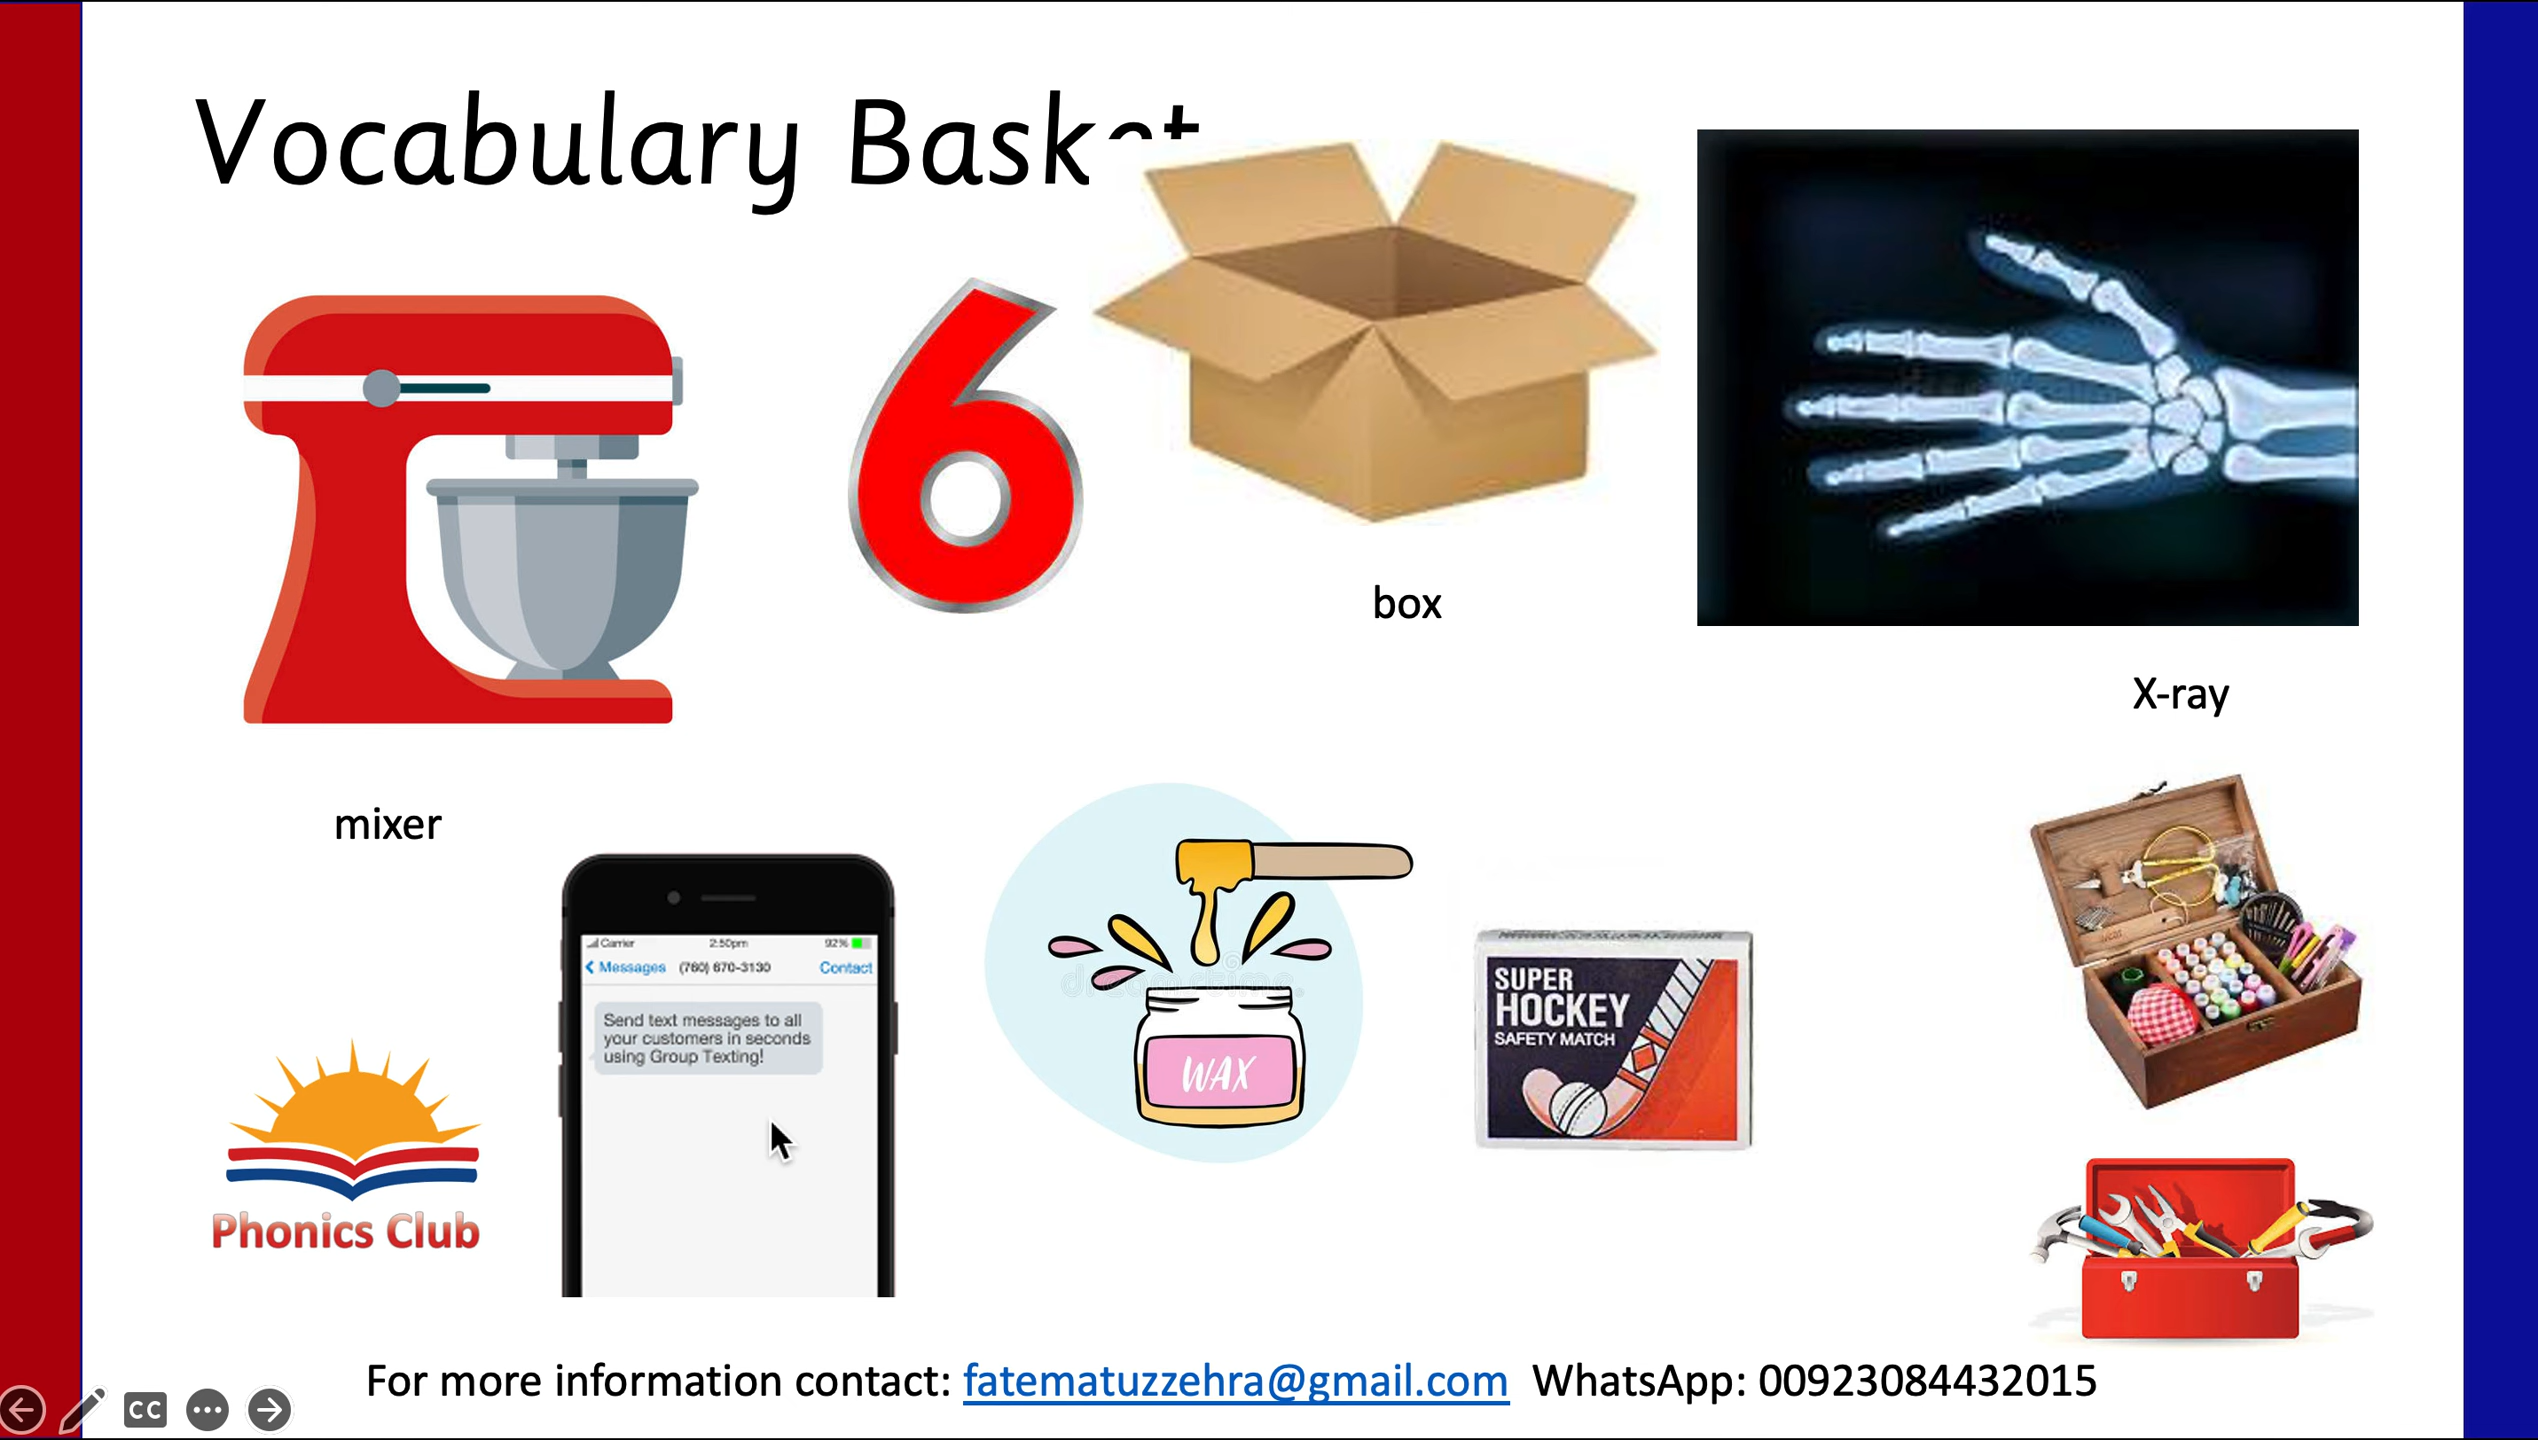 Vocabulary Basket
box
X-ray
mixer
Carrier 2:50pm 92%
Messages (760) 670-3130 Contact
Send text messages to all
your customers in seconds
using Group Texting!
WAX
SUPER
HOCKEY
SAFETY MATCH
Phonics Club
For more information contact: fatematuzzehra@gmail.com WhatsApp: 00923084432015
CC